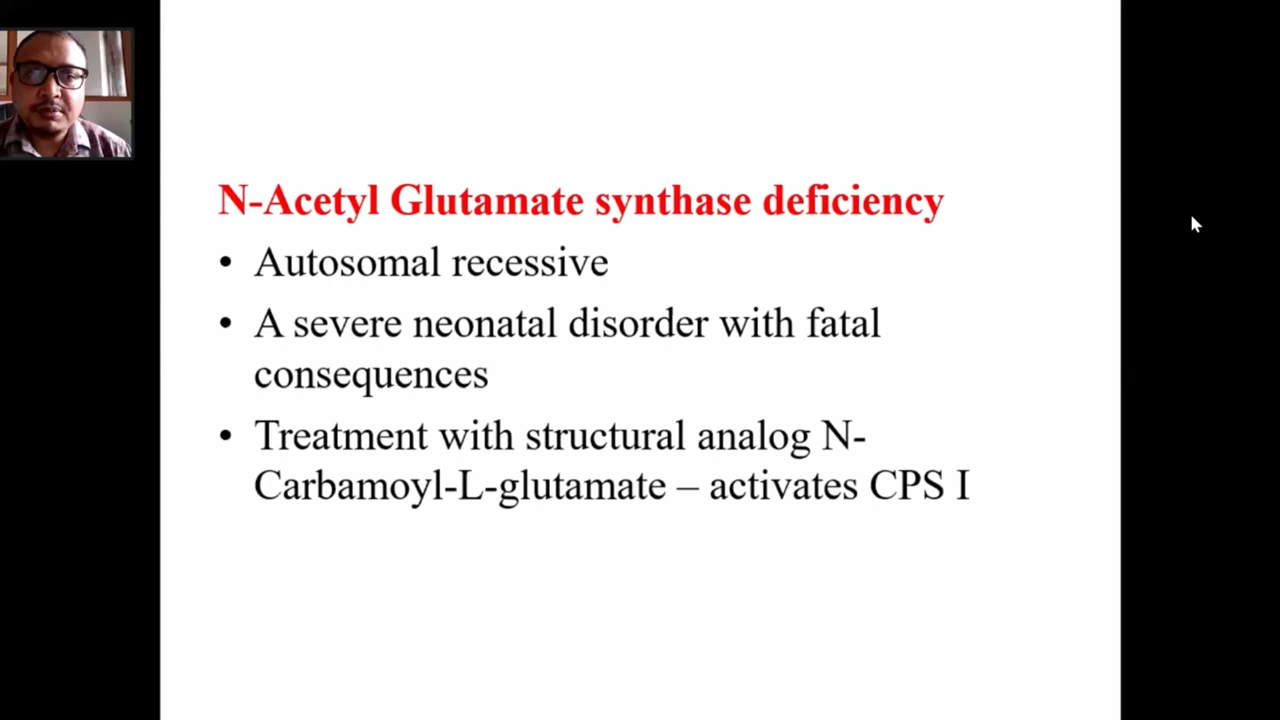 N-Acetyl Glutamate synthase deficiency
• Autosomal recessive
• A severe neonatal disorder with fatal
consequences
• Treatment with structural analog N-
Carbamoyl-L-glutamate – activates CPS I